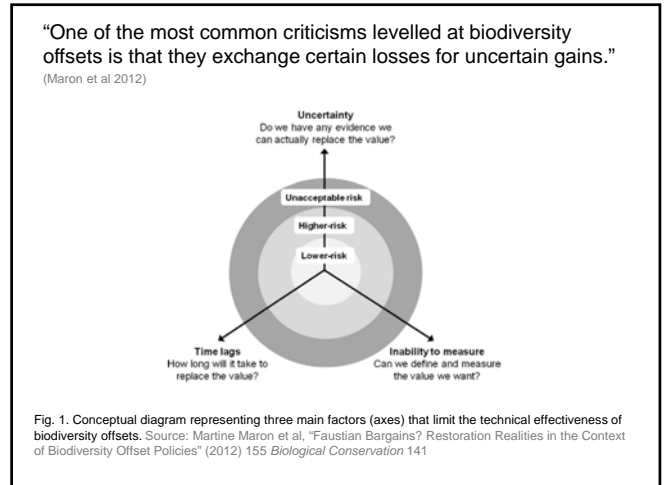 “One of the most common criticisms levelled at biodiversity
offsets is that they exchange certain losses for uncertain gains.”
(Maron et al 2012)
Uncertainty
Do we have any evidence we
can actually replace the value?
Unacceptable risk
Higher-risk
Lower-risk
Time lags
How long will it take to
replace the value?
Inability to measure
Can we define and measure
the value we want?
Fig. 1. Conceptual diagram representing three main factors (axes) that limit the technical effectiveness of
biodiversity offsets. Source: Martine Maron et al, “Faustian Bargains? Restoration Realities in the Context
of Biodiversity Offset Policies” (2012) 155 Biological Conservation 141